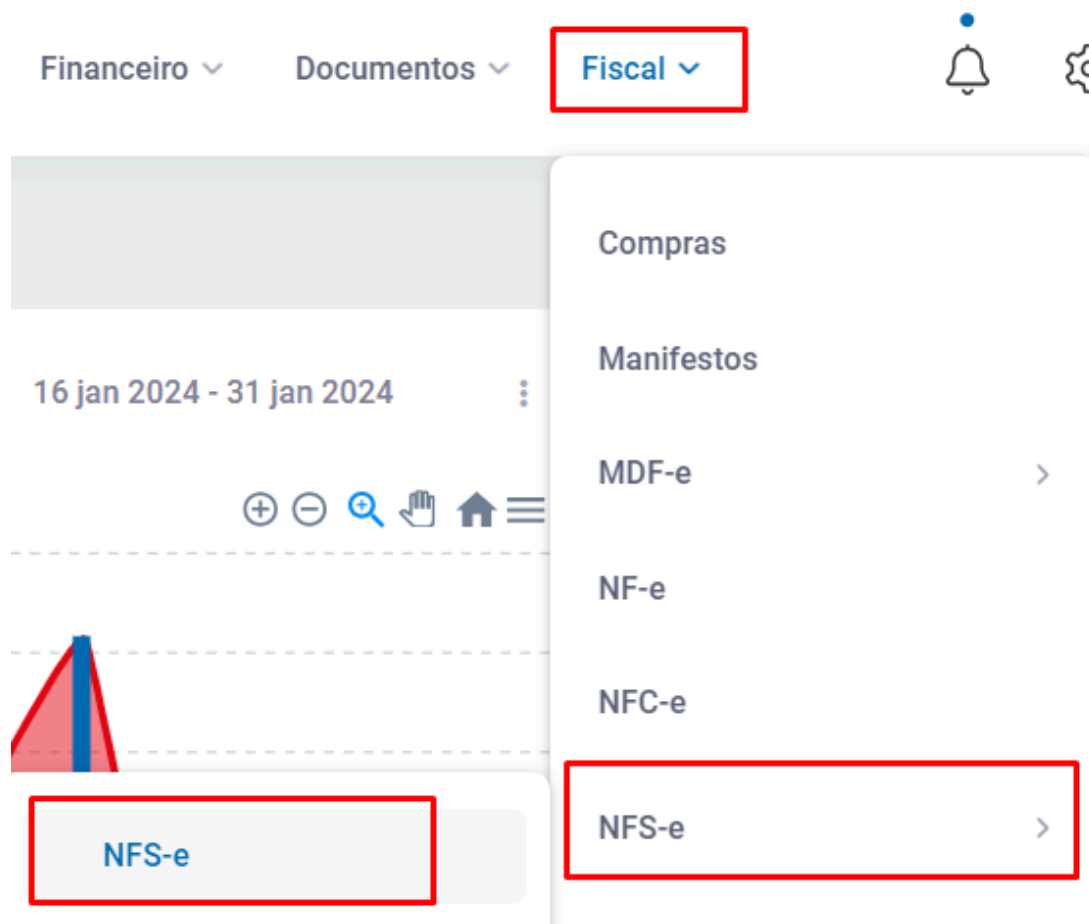 Financeiro
Documentos
Fiscal
Compras
16 jan 2024 - 31 jan 2024
Manifestos
MDF-e
NF-e
NFC-e
NFS-e
NFS-e